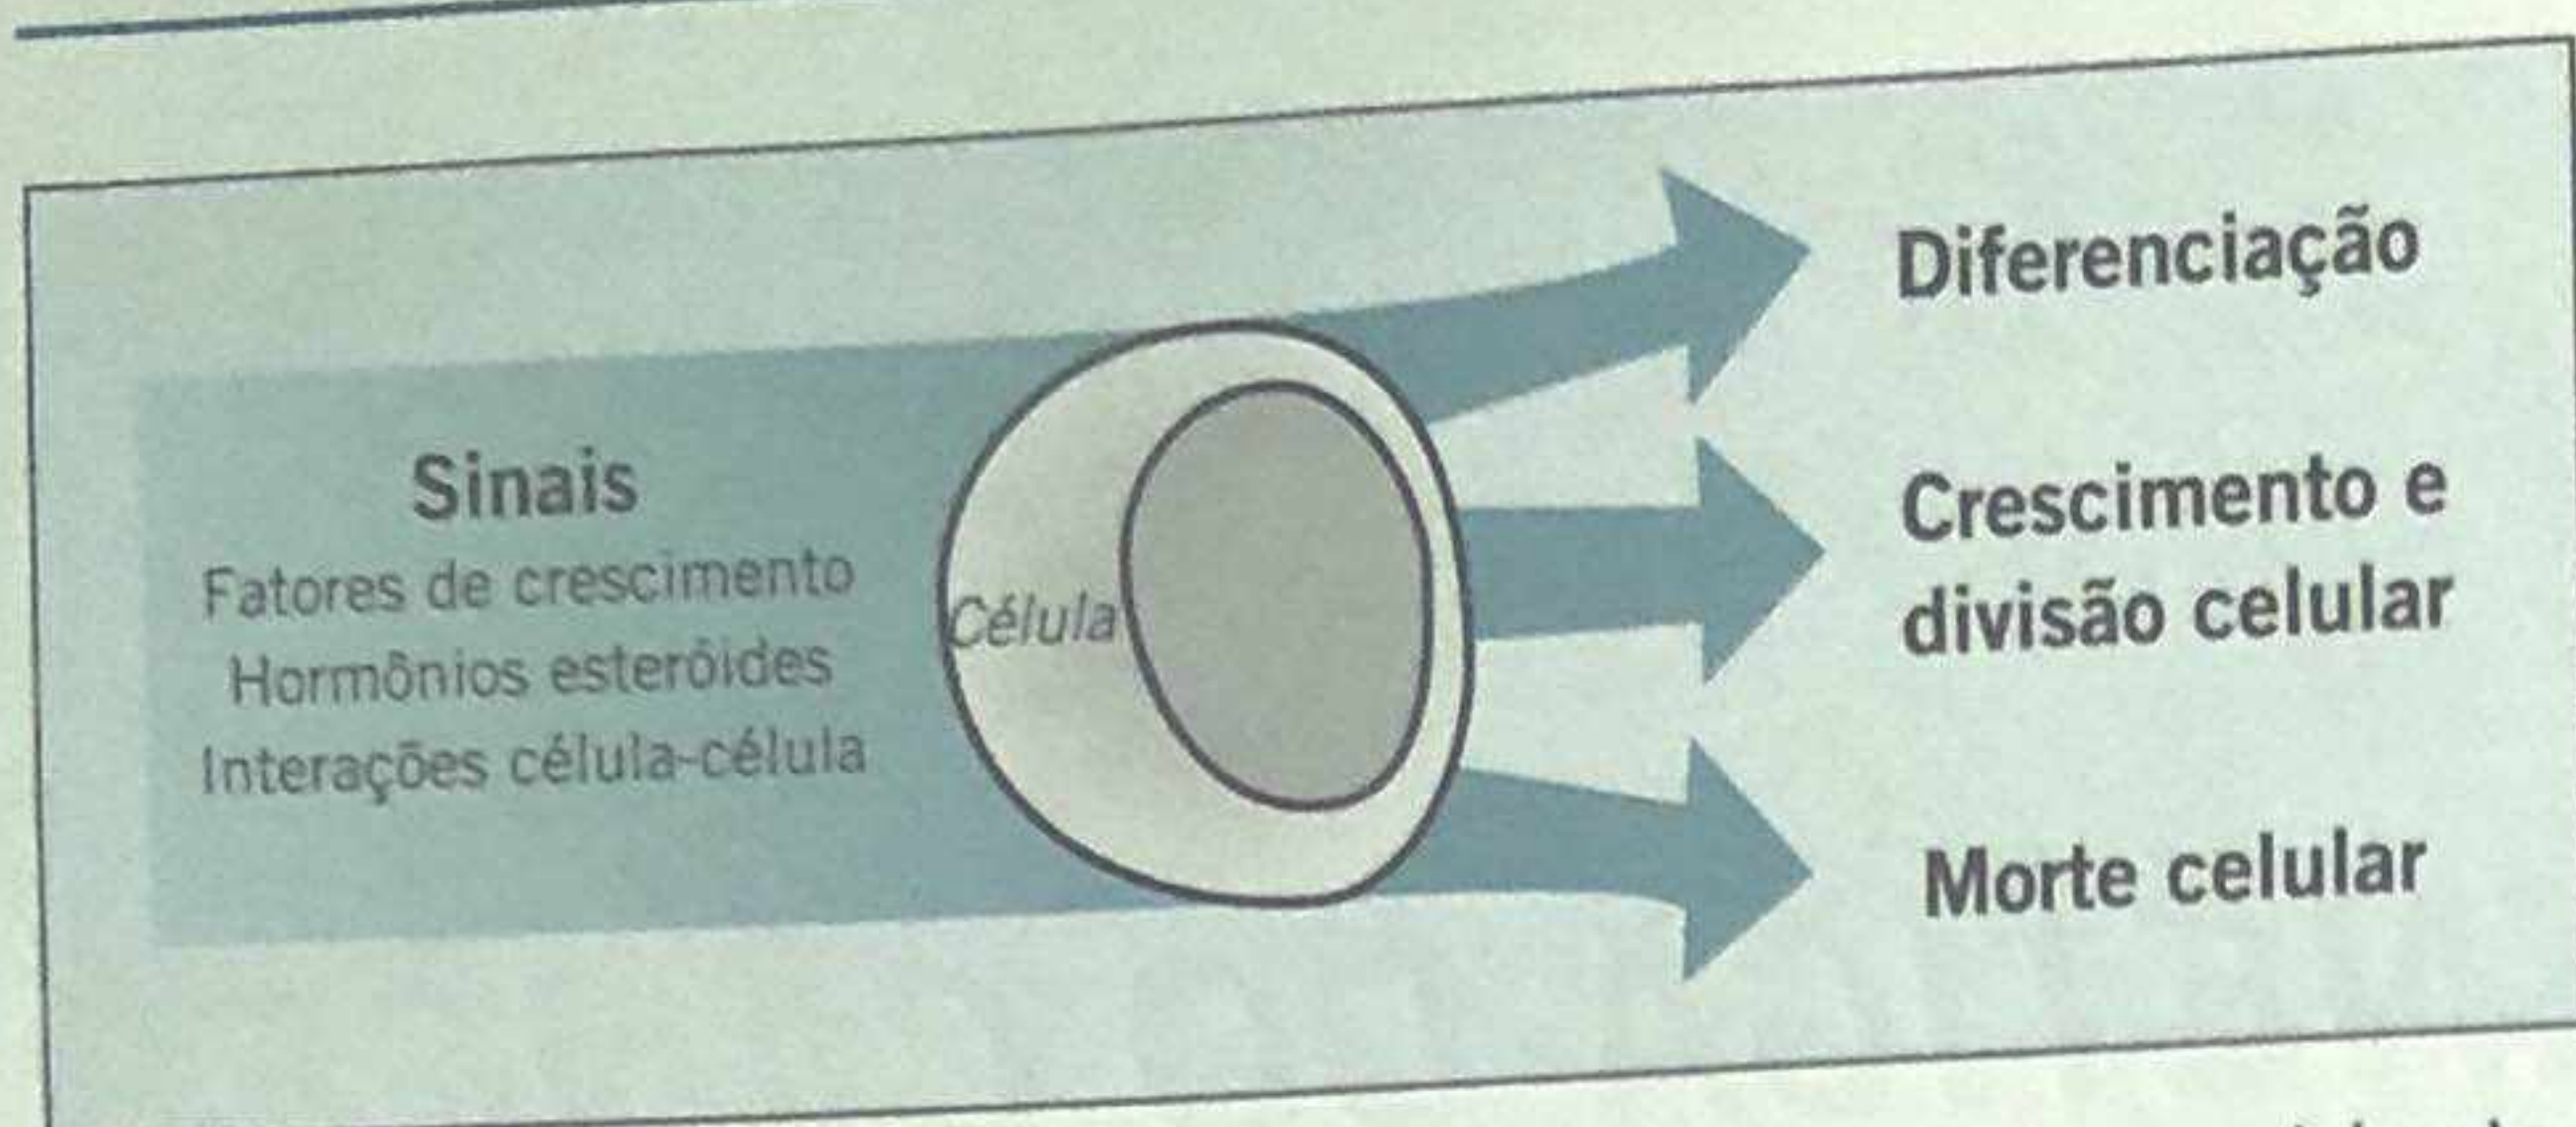 Sinais
Fatores de crescimento
Hormônios esteróides
Interações célula-célula
Célula
Diferenciação
Crescimento e
divisão celular
Morte celular